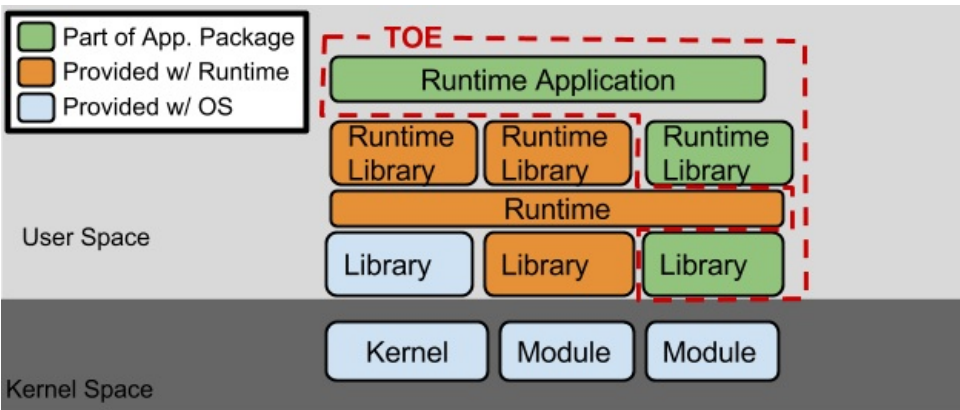 Part of App. Package
Provided w/ Runtime
Provided w/ OS
TOE
Runtime Application
Runtime
Library
Runtime
Library
Runtime
Library
Runtime
User Space
Library
Library
Library
Kernel
Module
Module
Kernel Space